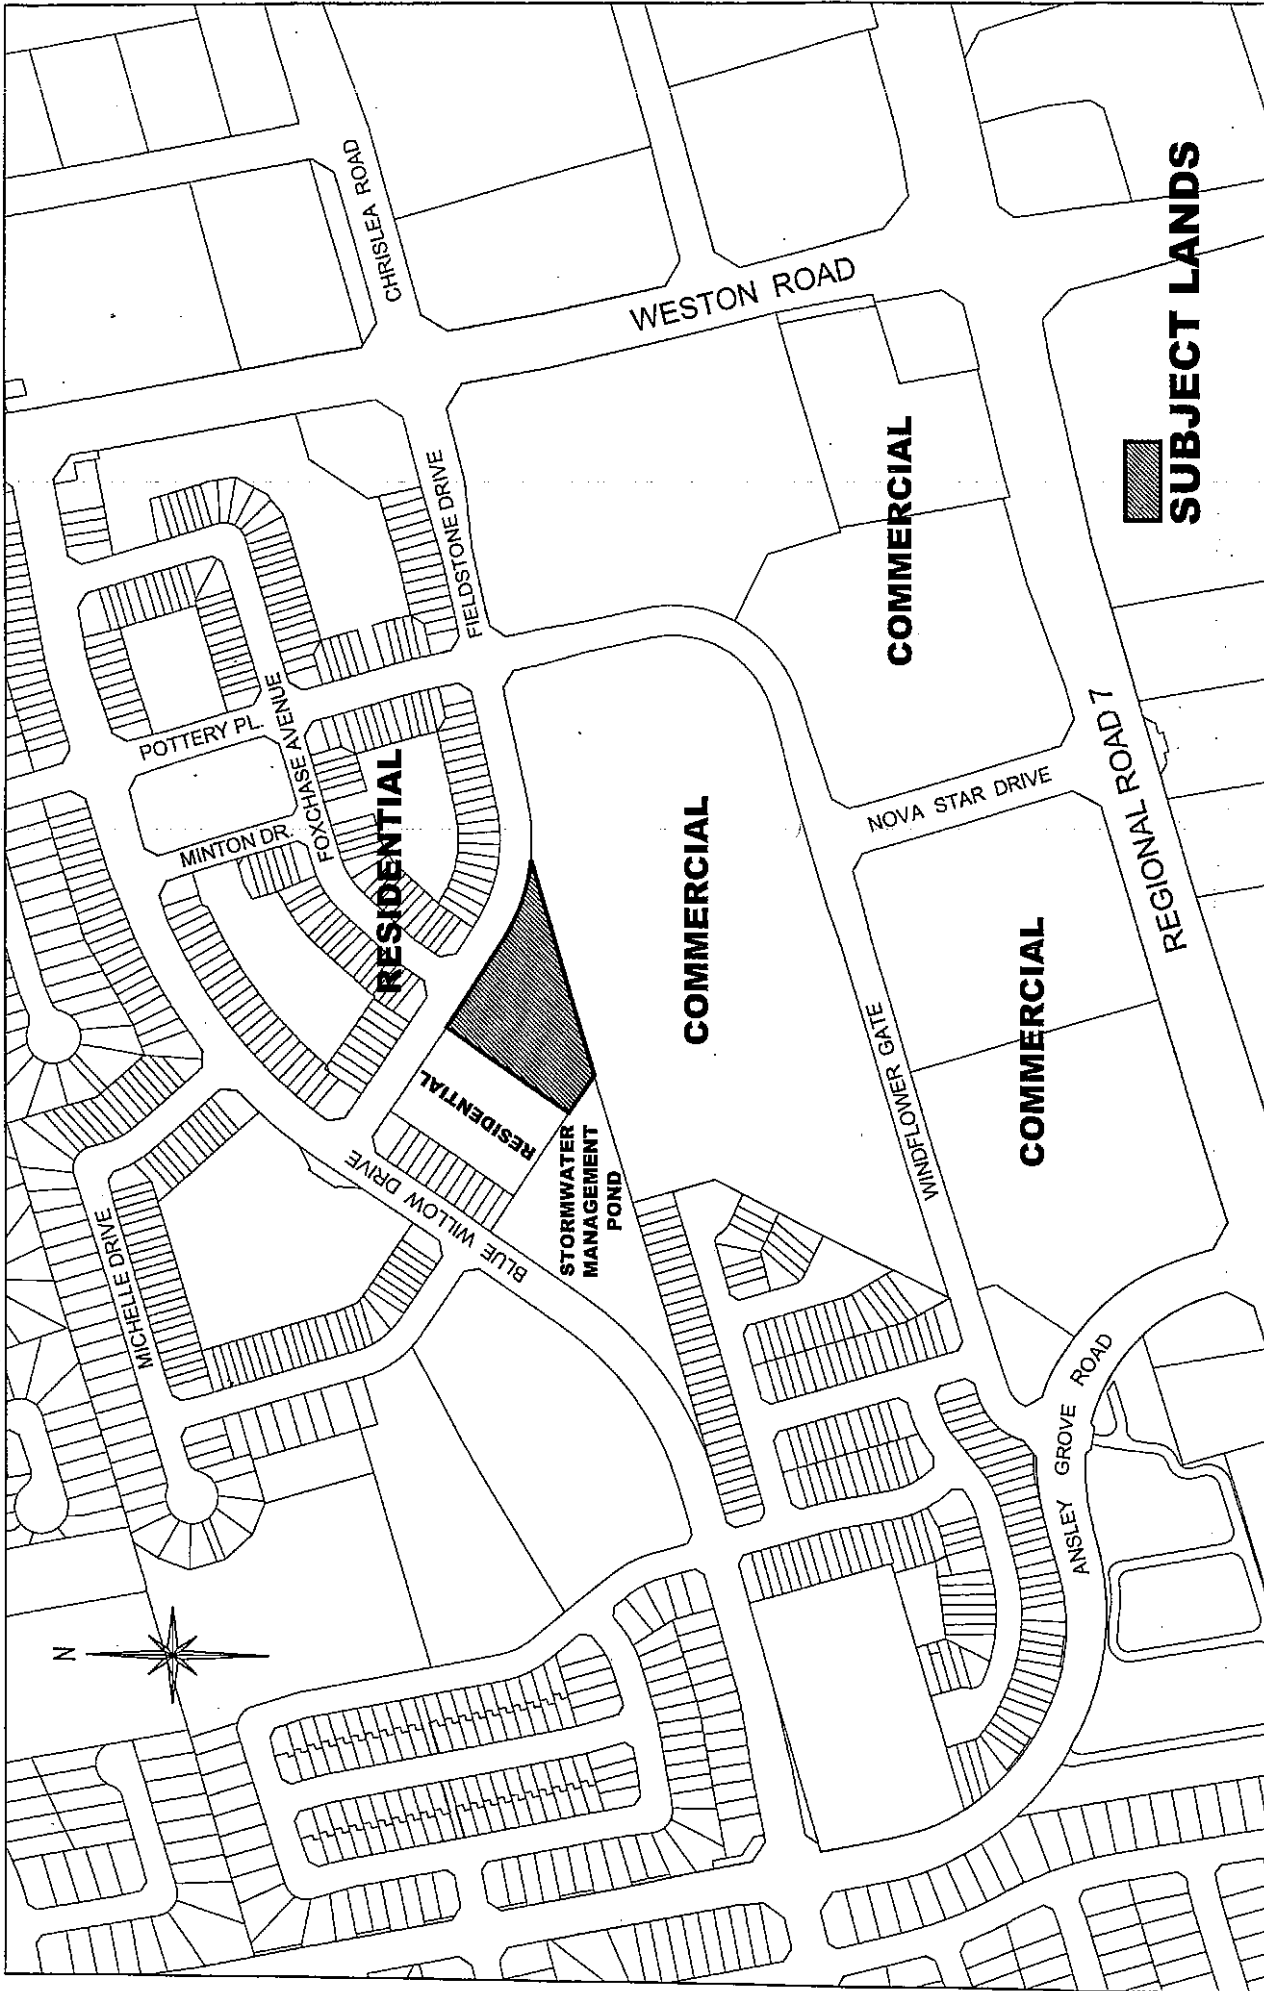 N
CHRISLEA ROAD
WESTON ROAD
FIELDSTONE DRIVE
POTTERY PL.
FOXCHASE AVENUE
MINTON DR.
RESIDENTIAL
MICHELLE DRIVE
BLUE WILLOW DRIVE
RESIDENTIAL
STORMWATER
MANAGEMENT
POND
COMMERCIAL
COMMERCIAL
COMMERCIAL
NOVA STAR DRIVE
WINDFLOWER GATE
REGIONAL ROAD 7
ANSLEY GROVE ROAD
SUBJECT LANDS